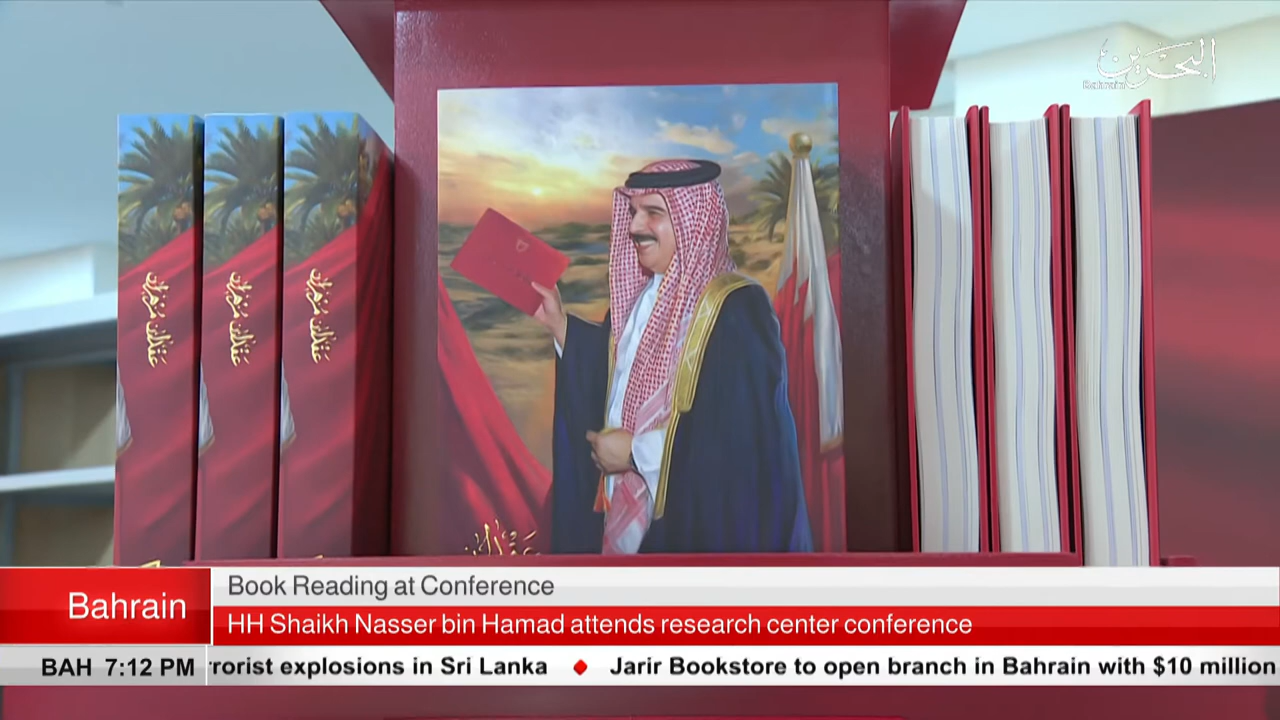 البحرين
Bahrain
Bahrain
Book Reading at Conference
HH Shaikh Nasser bin Hamad attends research center conference
BAH 7:12 PM
explosions in Sri Lanka
Jarir Bookstore to open branch in Bahrain with $10 million